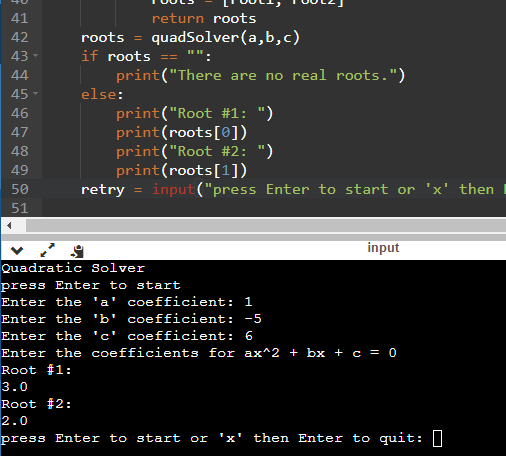 40 roots = [root1, root2]
41 return roots
42 roots = quadSolver(a,b,c)
43 if roots == "":
44 print("There are no real roots.")
45 else:
46 print("Root #1: ")
47 print(roots[0])
48 print("Root #2: ")
49 print(roots[1])
50 retry = input("press Enter to start or 'x' then
51
input
Quadratic Solver
press Enter to start
Enter the 'a' coefficient: 1
Enter the 'b' coefficient: -5
Enter the 'c' coefficient: 6
Enter the coefficients for ax^2 + bx + c = 0
Root #1:
3.0
Root #2:
2.0
press Enter to start or 'x' then Enter to quit: